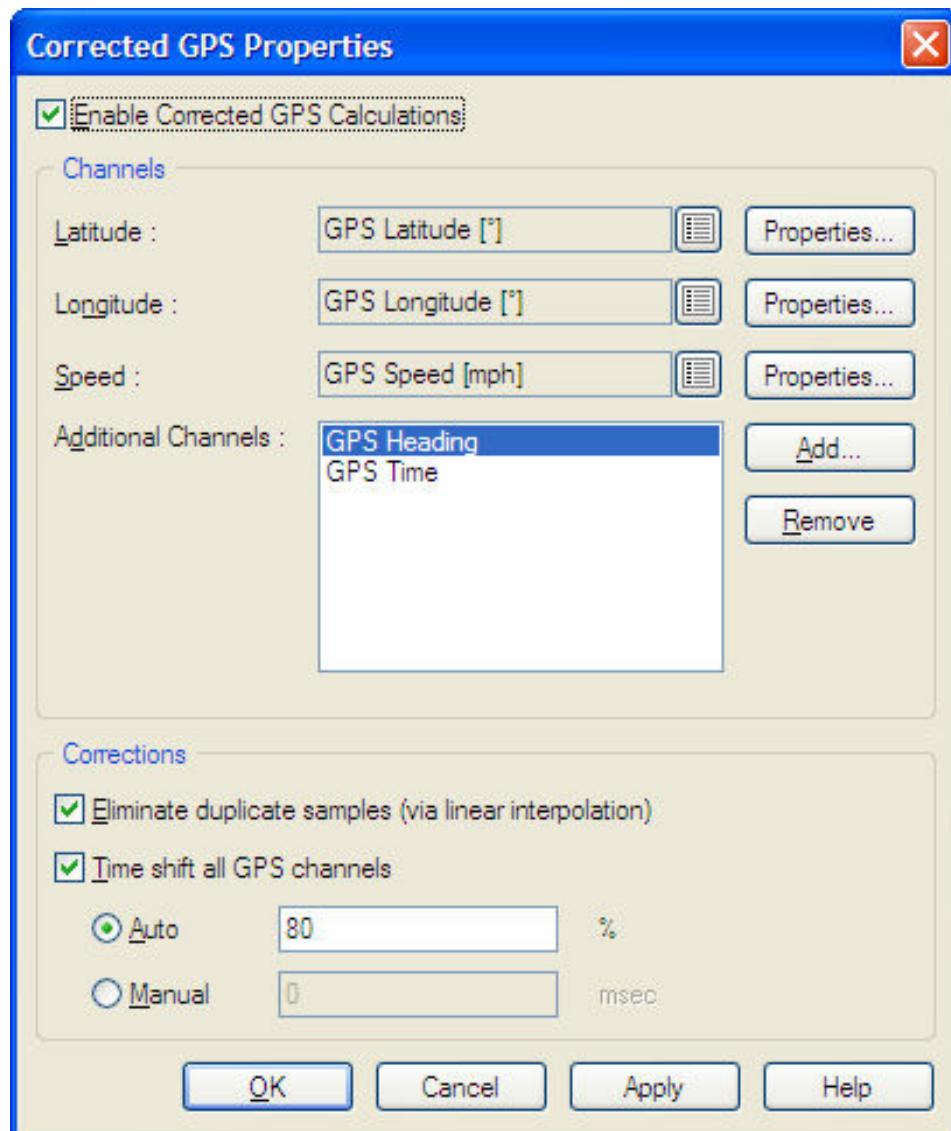 Corrected GPS Properties
Enable Corrected GPS Calculations
Channels
Latitude : GPS Latitude [°] Properties...
Longitude : GPS Longitude [°] Properties...
Speed : GPS Speed [mph] Properties...
Additional Channels : GPS Heading Add...
GPS Time
Remove
Corrections
Eliminate duplicate samples (via linear interpolation)
Time shift all GPS channels
Auto 80 %
Manual 0 msec
OK Cancel Apply Help